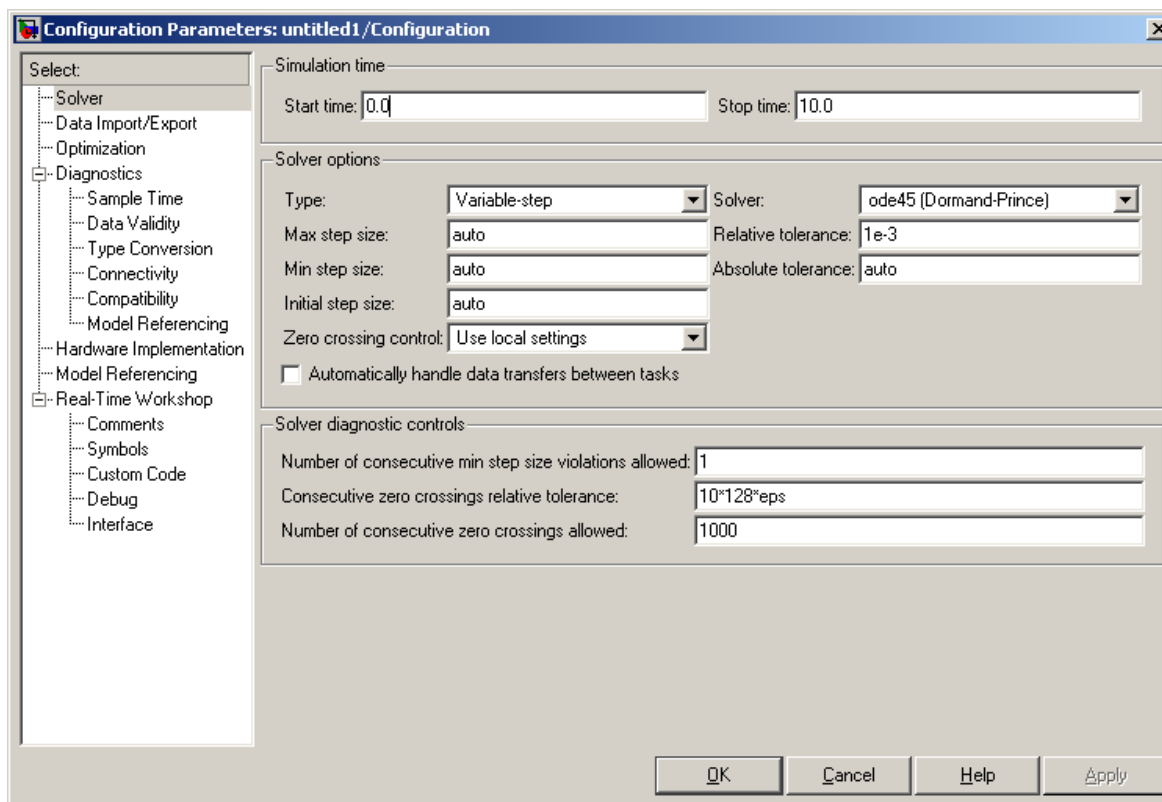 Configuration Parameters: untitled1/Configuration
Select:
Solver
Data Import/Export
Optimization
Diagnostics
Sample Time
Data Validity
Type Conversion
Connectivity
Compatibility
Model Referencing
Hardware Implementation
Model Referencing
Real-Time Workshop
Comments
Symbols
Custom Code
Debug
Interface
Simulation time
Start time: 0.0 Stop time: 10.0
Solver options
Type: Variable-step Solver: ode45 (Dormand-Prince)
Max step size: auto Relative tolerance: 1e-3
Min step size: auto Absolute tolerance: auto
Initial step size: auto
Zero crossing control: Use local settings
Automatically handle data transfers between tasks
Solver diagnostic controls
Number of consecutive min step size violations allowed: 1
Consecutive zero crossings relative tolerance: 10*128*eps
Number of consecutive zero crossings allowed: 1000
OK Cancel Help Apply